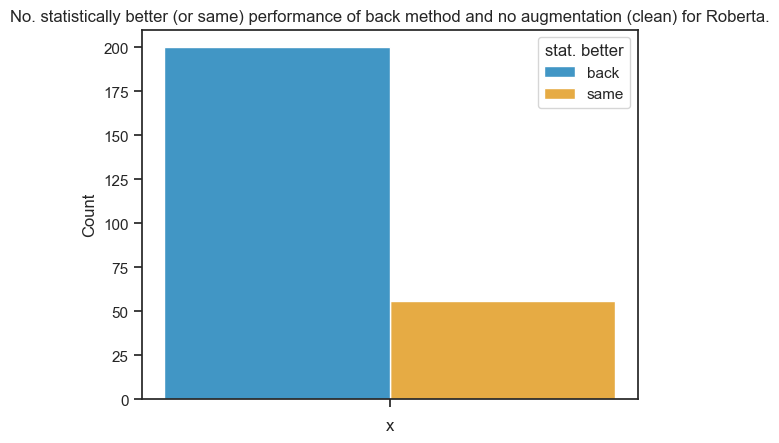 No. statistically better (or same) performance of back method and no augmentation (clean) for Roberta.
200
175
150
125
100
75
50
25
0
Count
x
stat. better
back
same